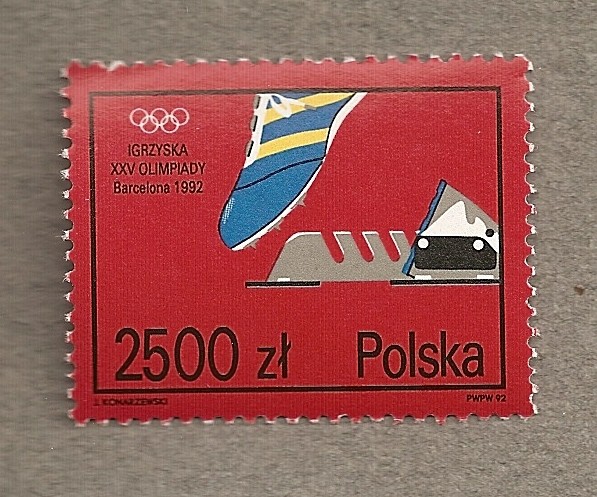 IGRZYSKA
XXV OLIMPIADY
Barcelona 1992
2500 zł Polska
J. KONARZEWSKI PWPW 92